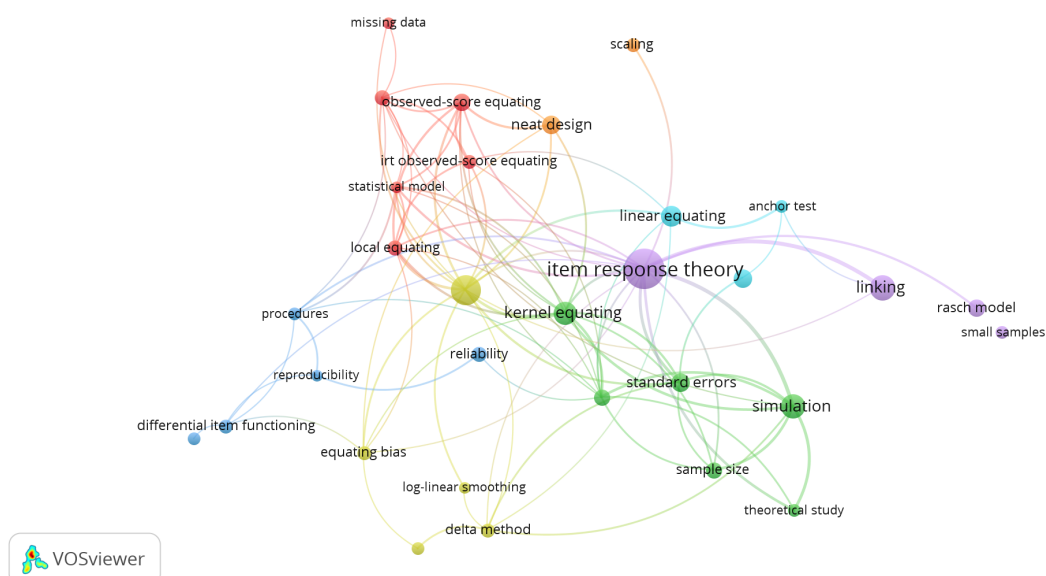 missing data
scaling
observed-score equating
neat design
irt observed-score equating
statistical model
anchor test
linear equating
local equating
item response theory
linking
rasch model
procedures
kernel equating
small samples
reliability
reproducibility
standard errors
simulation
differential item functioning
equating bias
sample size
log-linear smoothing
theoretical study
delta method
VOSviewer